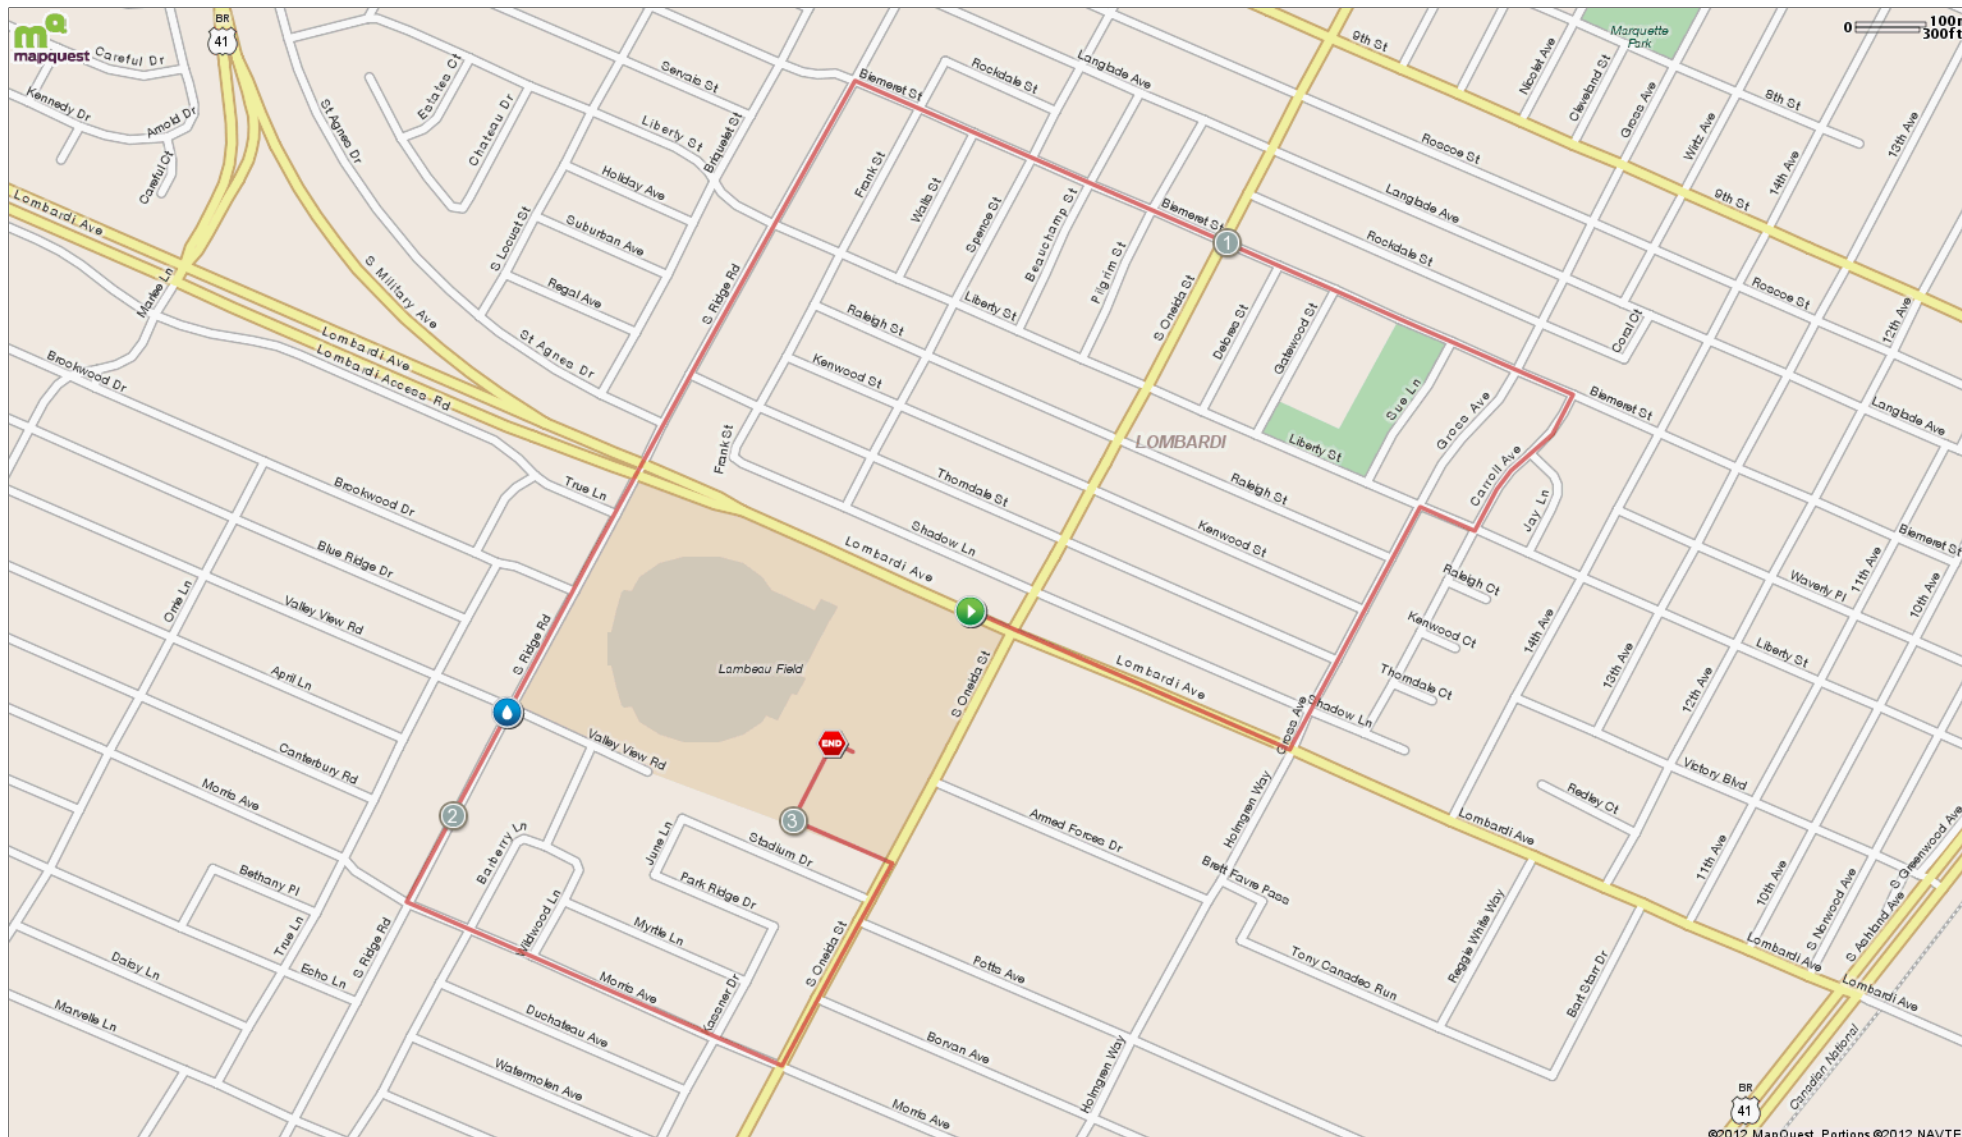 mapquest
BR
41
100m
0
300ft
Careful Dr
Kennedy Dr
Arnold Dr
Careful Ct
Estates Ct
Chateau Dr
St Agnes Dr
Servais St
Liberty St
Briquelet St
Holiday Ave
Suburban Ave
S Locust St
Regal Ave
St Agnes Dr
Biemeret St
Rockdale St
Langlade Ave
9th St
Nicolet Ave
Cleveland St
Gross Ave
Marquette
Park
8th St
Wirtz Ave
14th Ave
13th Ave
Roscoe St
Langlade Ave
9th St
Rockdale St
Frank St
Wallo St
Spence St
Beauchamp St
Pilgrim St
Biemeret St
1
S Oneida St
Roscoe St
12th Ave
Coral Ct
Lombardi Ave
Marlee Ln
S Military Ave
Lombardi Ave
Lombardi Access Rd
S Ridge Rd
Liberty St
Raleigh St
Kenwood St
Delores St
Gatewood St
Sue Ln
Gross Ave
Biemeret St
Langlade Ave
Brookwood Dr
Frank St
LOMBARDI
Liberty St
Carroll Ave
Jay Ln
True Ln
Brookwood Dr
Thorndale St
Raleigh St
Kenwood St
Shadow Ln
Lombardi Ave
Biemeret St
11th Ave
10th Ave
Waverly Pl
Blue Ridge Dr
Orrie Ln
Valley View Rd
Raleigh Ct
Kenwood Ct
14th Ave
13th Ave
12th Ave
Liberty St
April Ln
S Ridge Rd
Lambeau Field
S Oneida St
Lombardi Ave
Thorndale Ct
Shadow Ln
Gross Ave
Canterbury Rd
Morris Ave
Valley View Rd
END
2
3
Holmgren Way
Victory Blvd
Redley Ct
Lombardi Ave
Barberry Ln
June Ln
Stadium Dr
Armed Forces Dr
Brett Favre Pass
11th Ave
10th Ave
S Norwood Ave
S Greenwood Ave
S Ashland Ave
Bethany Pl
Park Ridge Dr
Wildwood Ln
Myrtle Ln
True Ln
S Ridge Rd
S Oneida St
Reggie White Way
Lombardi Ave
Daisy Ln
Echo Ln
Morris Ave
Potts Ave
Tony Canadeo Run
Bart Starr Dr
Lombardi Ave
Marvelle Ln
Duchateau Ave
Borvan Ave
Holmgren Way
Watermolen Ave
Morris Ave
Canadian National
BR
41
©2012 MapQuest Portions ©2012 NAVTE